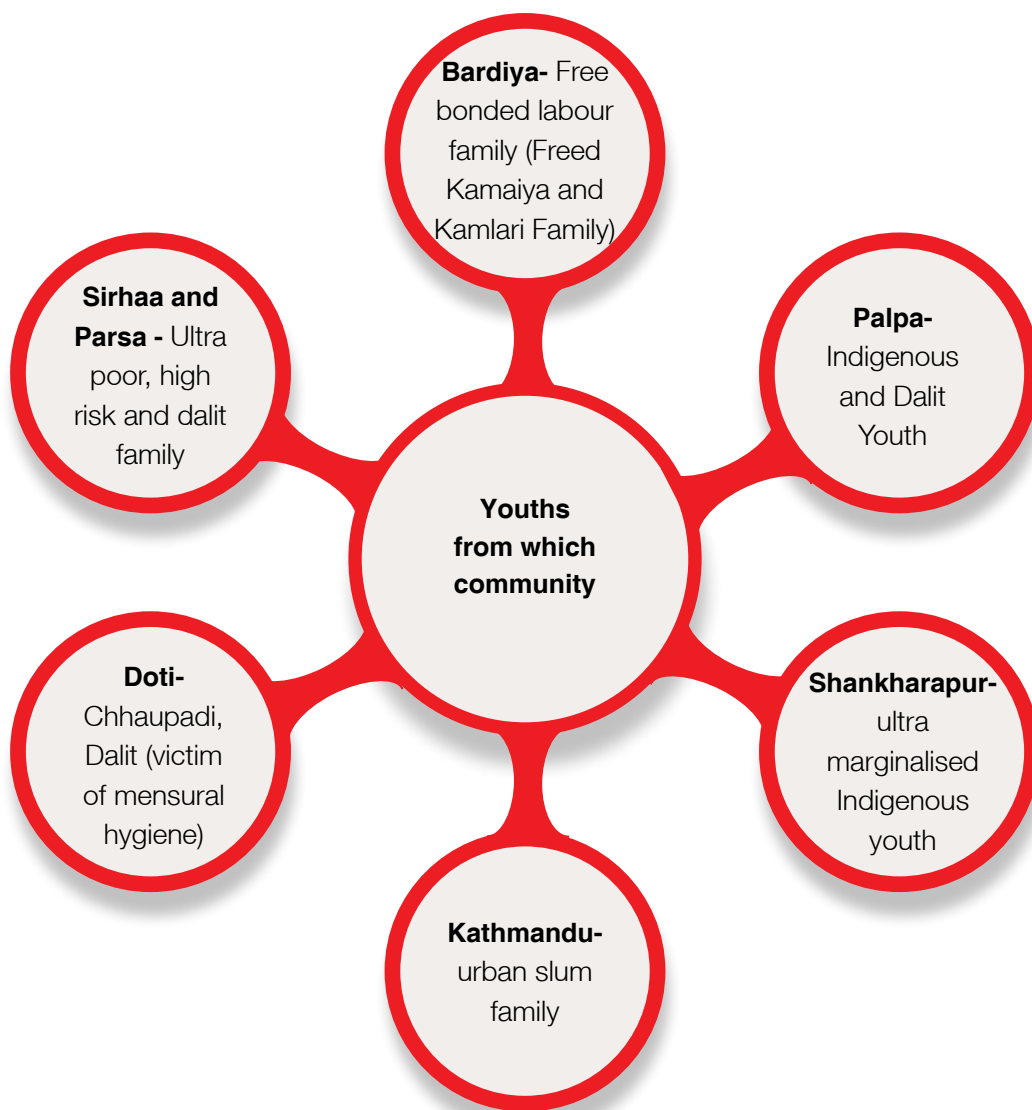 Bardiya- Free
bonded labour
family (Freed
Kamaiya and
Kamlari Family)
Sirhaa and
Parsa - Ultra
poor, high
risk and dalit
family
Palpa-
Indigenous
and Dalit
Youth
Youths
from which
community
Doti-
Chhaupadi,
Dalit (victim
of mensural
hygiene)
Shankharapur-
ultra
marginalised
Indigenous
youth
Kathmandu-
urban slum
family